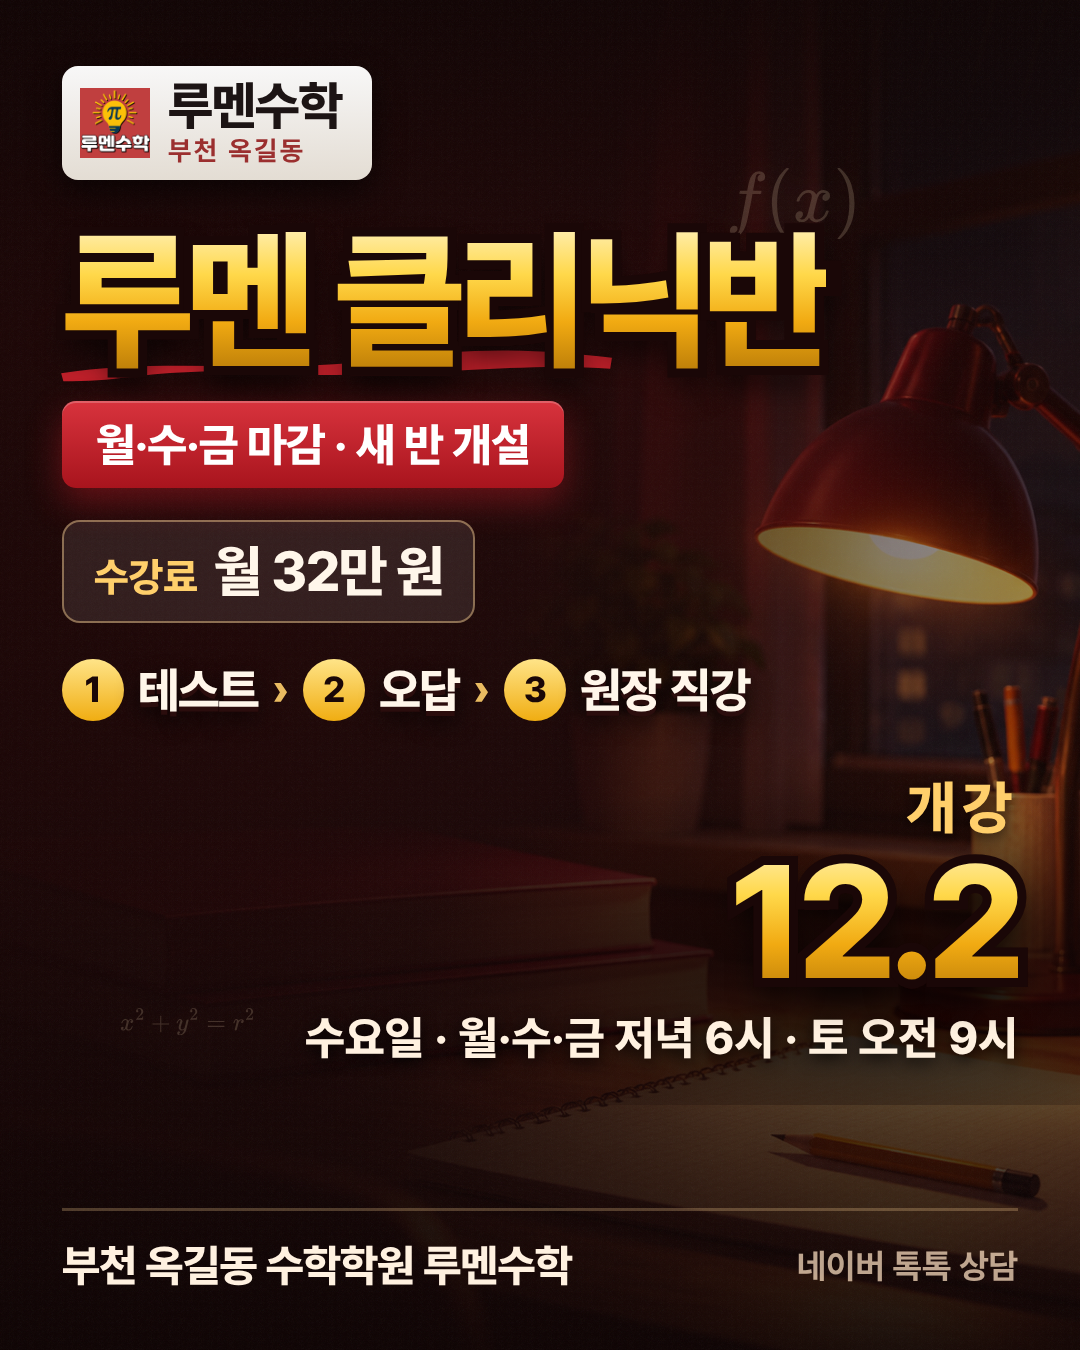 π
루멘수학
루멘수학
부천 옥길동
f(x)
루멘 클리닉반
월·수·금 마감 · 새 반 개설
수강료 월 32만 원
1 테스트 › 2 오답 › 3 원장 직강
개강
12.2
x² + y² = r²
수요일 · 월·수·금 저녁 6시 · 토 오전 9시
부천 옥길동 수학학원 루멘수학
네이버 톡톡 상담